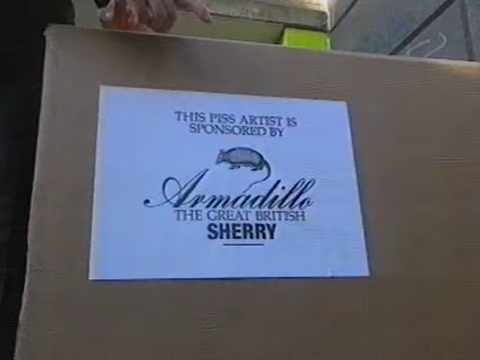 THIS PISS ARTIST IS
SPONSORED BY
Armadillo
THE GREAT BRITISH
SHERRY